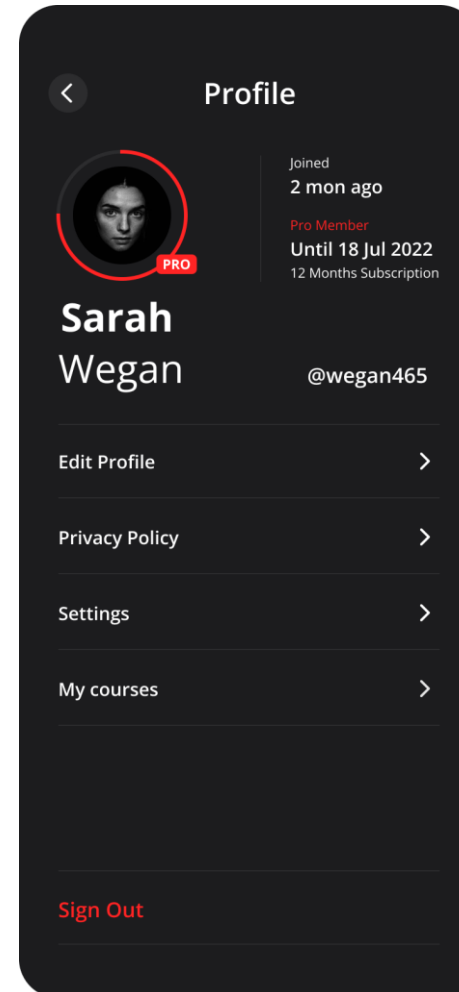 Profile
PRO
Joined
2 mon ago
Pro Member
Until 18 Jul 2022
12 Months Subscription
Sarah
Wegan
@wegan465
Edit Profile
Privacy Policy
Settings
My courses
Sign Out